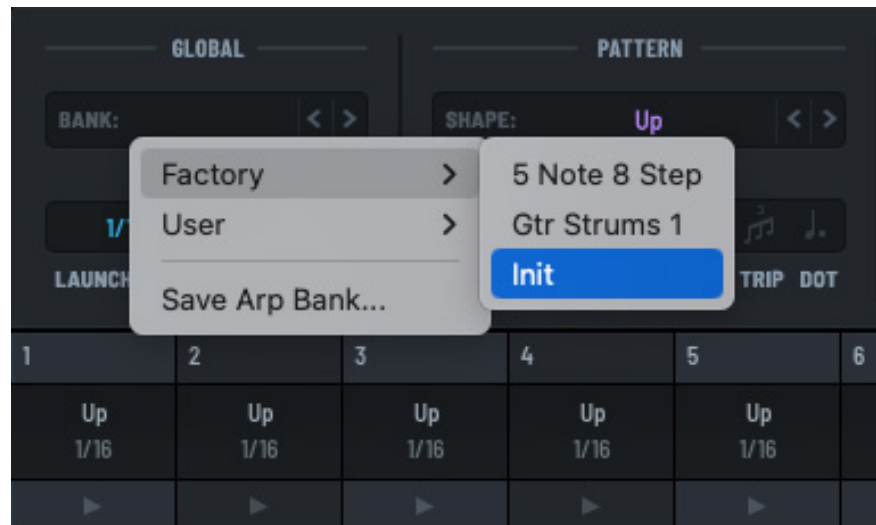 GLOBAL
PATTERN
BANK:
SHAPE: Up
Factory
User
Save Arp Bank...
5 Note 8 Step
Gtr Strums 1
Init
3
TRIP DOT
1 2 3 4 5 6
Up Up Up Up Up
1/16 1/16 1/16 1/16 1/16